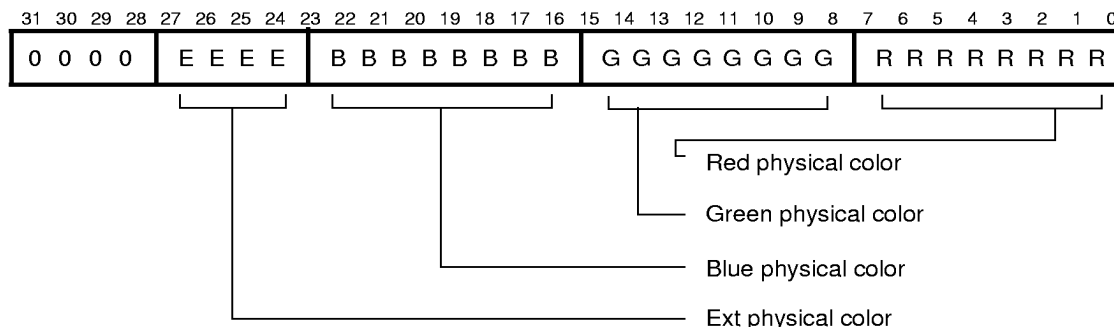 31 30 29 28 27 26 25 24 23 22 21 20 19 18 17 16 15 14 13 12 11 10 9 8 7 6 5 4 3 2 1 0
0 0 0 0 E E E E B B B B B B B B G G G G G G G G R R R R R R R R
Red physical color
Green physical color
Blue physical color
Ext physical color